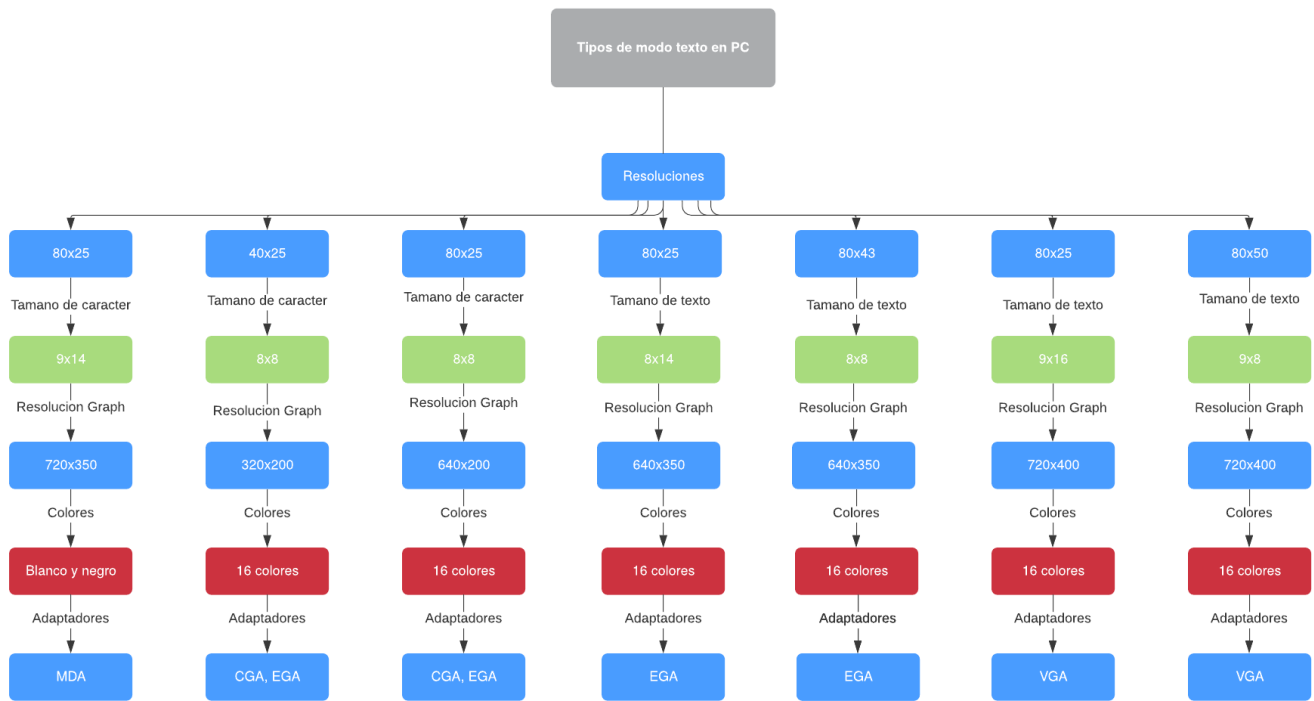 Tipos de modo texto en PC
Resoluciones
80x25 40x25 80x25 80x25 80x43 80x25 80x50
Tamano de caracter Tamano de caracter Tamano de caracter Tamano de texto Tamano de texto Tamano de texto Tamano de texto
9x14 8x8 8x8 8x14 8x8 9x16 9x8
Resolucion Graph Resolucion Graph Resolucion Graph Resolucion Graph Resolucion Graph Resolucion Graph Resolucion Graph
720x350 320x200 640x200 640x350 640x350 720x400 720x400
Colores Colores Colores Colores Colores Colores Colores
Blanco y negro 16 colores 16 colores 16 colores 16 colores 16 colores 16 colores
Adaptadores Adaptadores Adaptadores Adaptadores Adaptadores Adaptadores Adaptadores
MDA CGA, EGA CGA, EGA EGA EGA VGA VGA